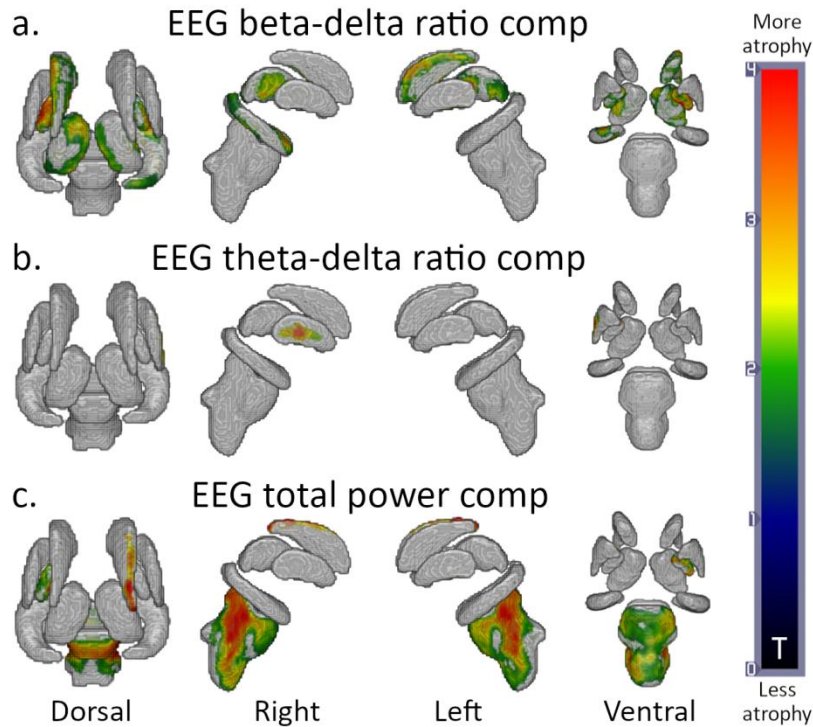 a. EEG beta-delta ratio comp
More
atrophy
4
3
b. EEG theta-delta ratio comp
2
c. EEG total power comp
1
T
0
Dorsal Right Left Ventral
Less
atrophy